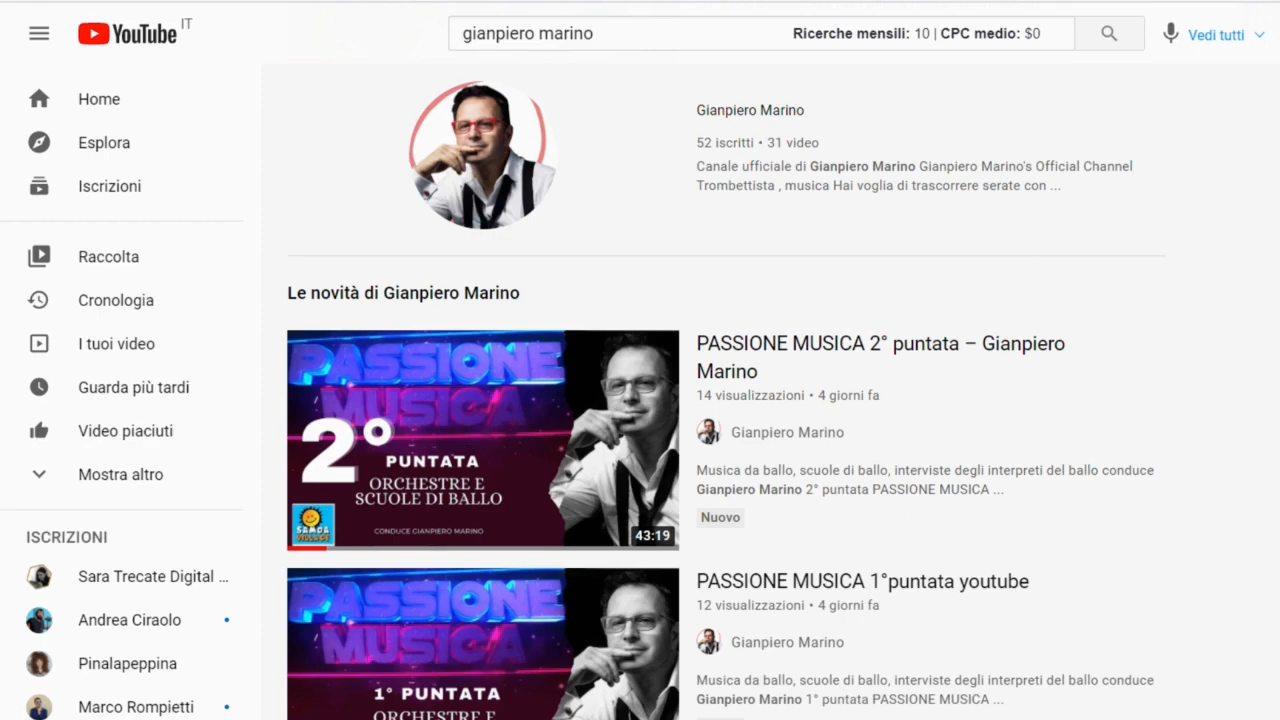 YouTube IT
gianpiero marino
Ricerche mensili: 10 | CPC medio: $0
Vedi tutti
Home
Esplora
Iscrizioni
Raccolta
Cronologia
I tuoi video
Guarda più tardi
Video piaciuti
Mostra altro
ISCRIZIONI
Sara Trecate Digital ...
Andrea Ciraolo
Pinalapeppina
Marco Rompietti
Gianpiero Marino
52 iscritti • 31 video
Canale ufficiale di Gianpiero Marino Gianpiero Marino's Official Channel
Trombettista , musica Hai voglia di trascorrere serate con ...
Le novità di Gianpiero Marino
PASSIONE
MUSICA
2°
PUNTATA
ORCHESTRE E
SCUOLE DI BALLO
SAMBA
VILLAGE
CONDUCE GIANPIERO MARINO
43:19
PASSIONE MUSICA 2° puntata – Gianpiero
Marino
14 visualizzazioni • 4 giorni fa
Gianpiero Marino
Musica da ballo, scuole di ballo, interviste degli interpreti del ballo conduce
Gianpiero Marino 2° puntata PASSIONE MUSICA ...
Nuovo
PASSIONE
MUSICA
1° PUNTATA
ORCHESTRE E
PASSIONE MUSICA 1°puntata youtube
12 visualizzazioni • 4 giorni fa
Gianpiero Marino
Musica da ballo, scuole di ballo, interviste degli interpreti del ballo conduce
Gianpiero Marino 1° puntata PASSIONE MUSICA ...